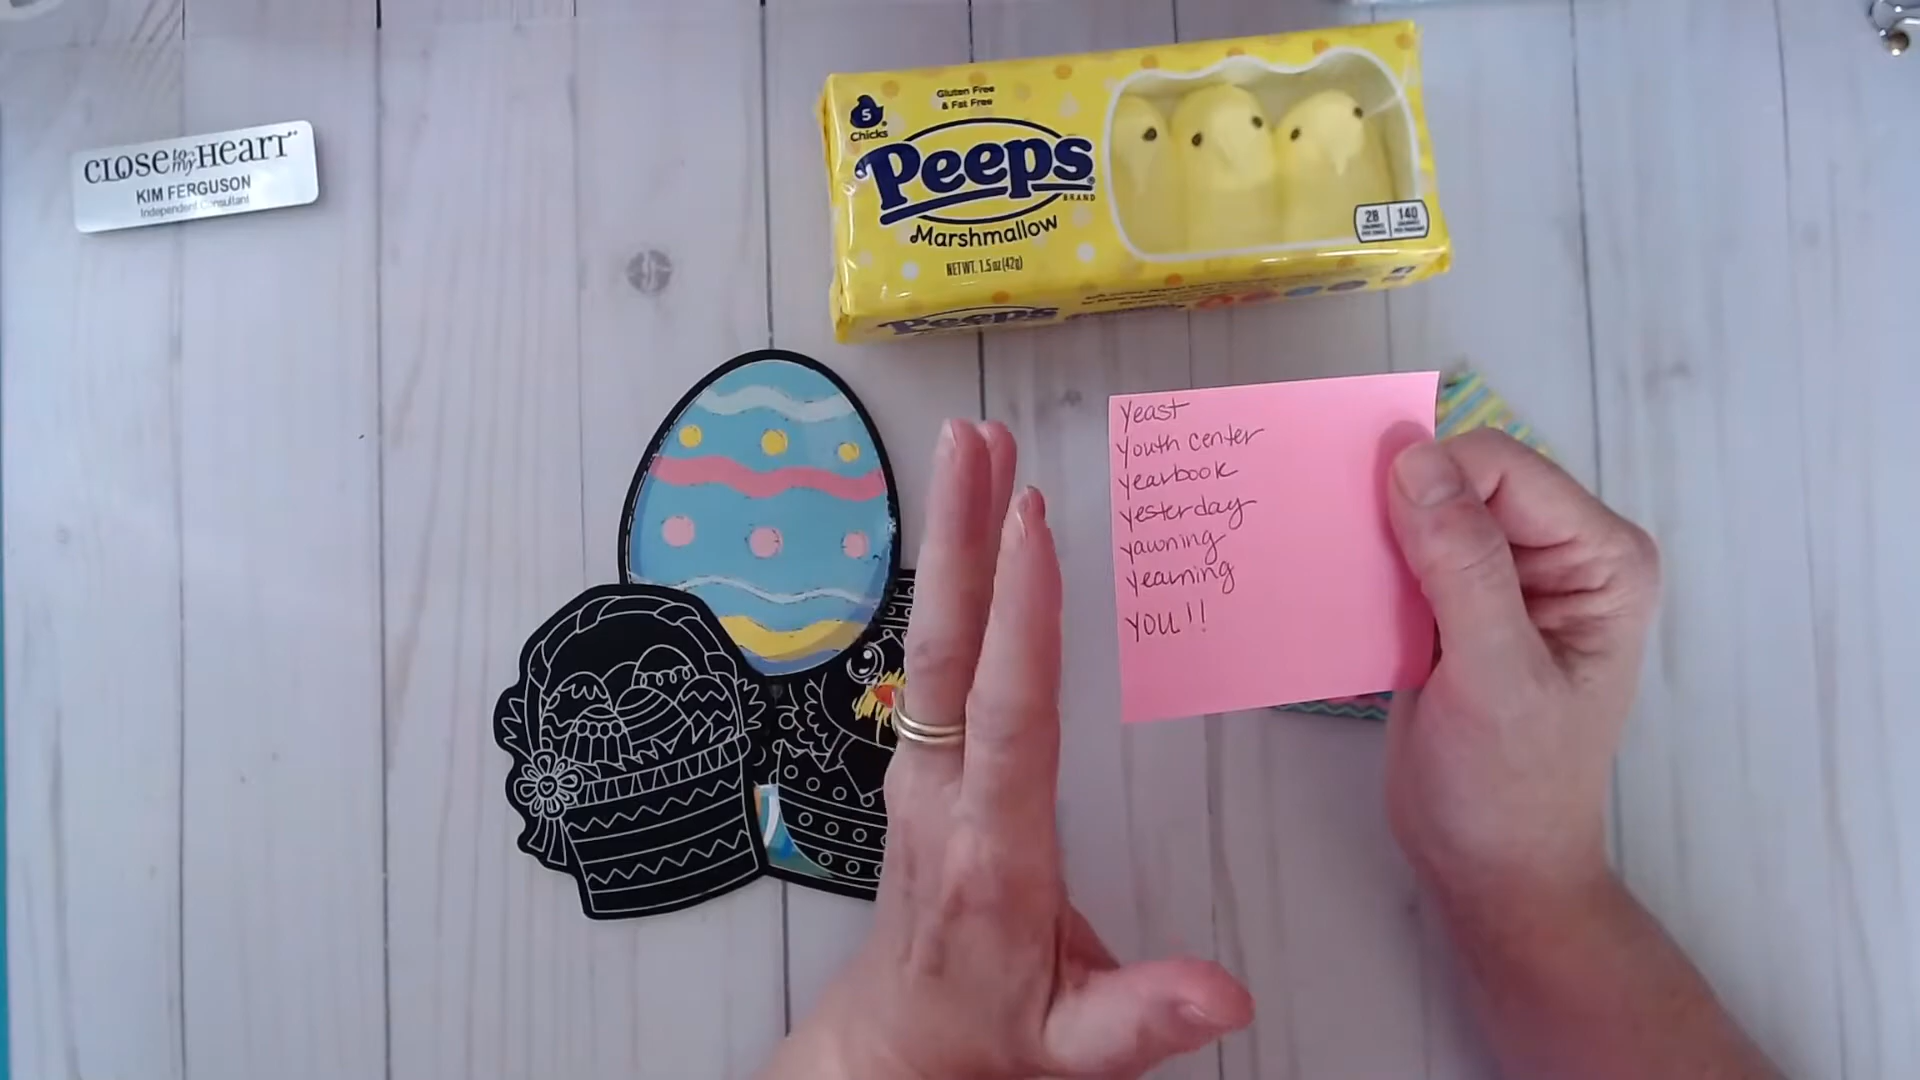 CLOSE to my HEART
KIM FERGUSON
Independent Consultant
5
Chicks
Gluten Free
& Fat Free
Peeps
BRAND
Marshmallow
NET WT. 1.5 oz (42g)
28 140
Peeps
Yeast
Youth center
Yearbook
Yesterday
Yawning
Yearning
YOU!!